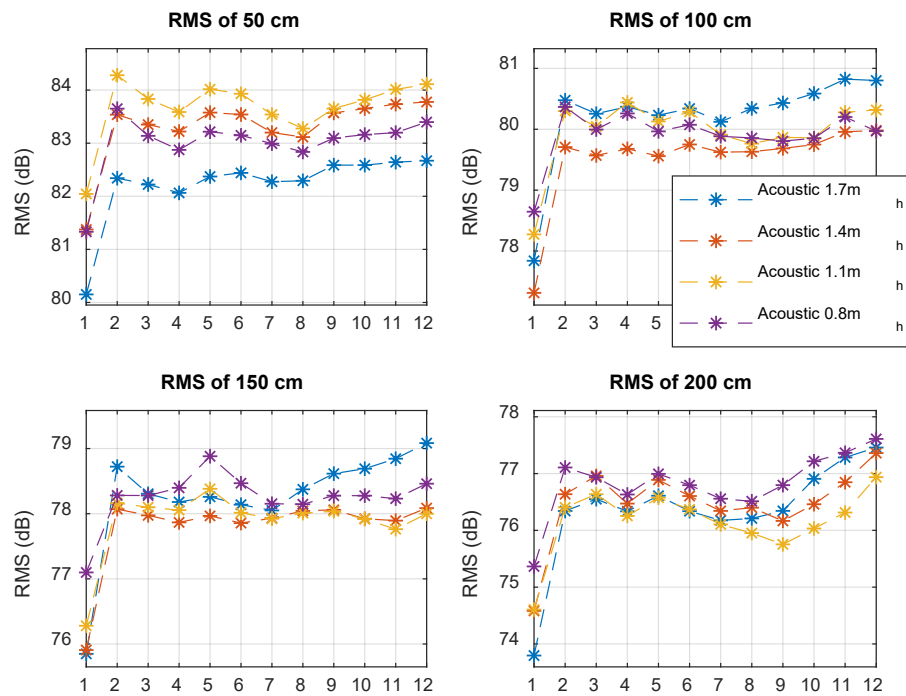 RMS of 50 cm
RMS (dB)
84
83
82
81
80
1 2 3 4 5 6 7 8 9 10 11 12
RMS of 100 cm
RMS (dB)
81
80
79
78
1 2 3 4 5
Acoustic 1.7m h
Acoustic 1.4m h
Acoustic 1.1m h
Acoustic 0.8m h
RMS of 150 cm
RMS (dB)
79
78
77
76
1 2 3 4 5 6 7 8 9 10 11 12
RMS of 200 cm
RMS (dB)
78
77
76
75
74
1 2 3 4 5 6 7 8 9 10 11 12